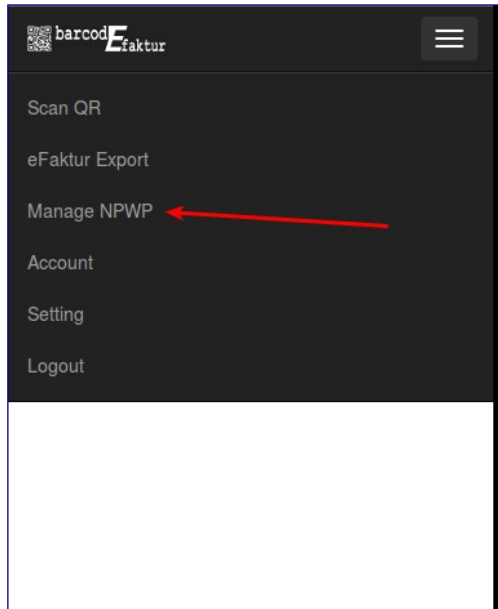 barcodEfaktur
Scan QR
eFaktur Export
Manage NPWP
Account
Setting
Logout